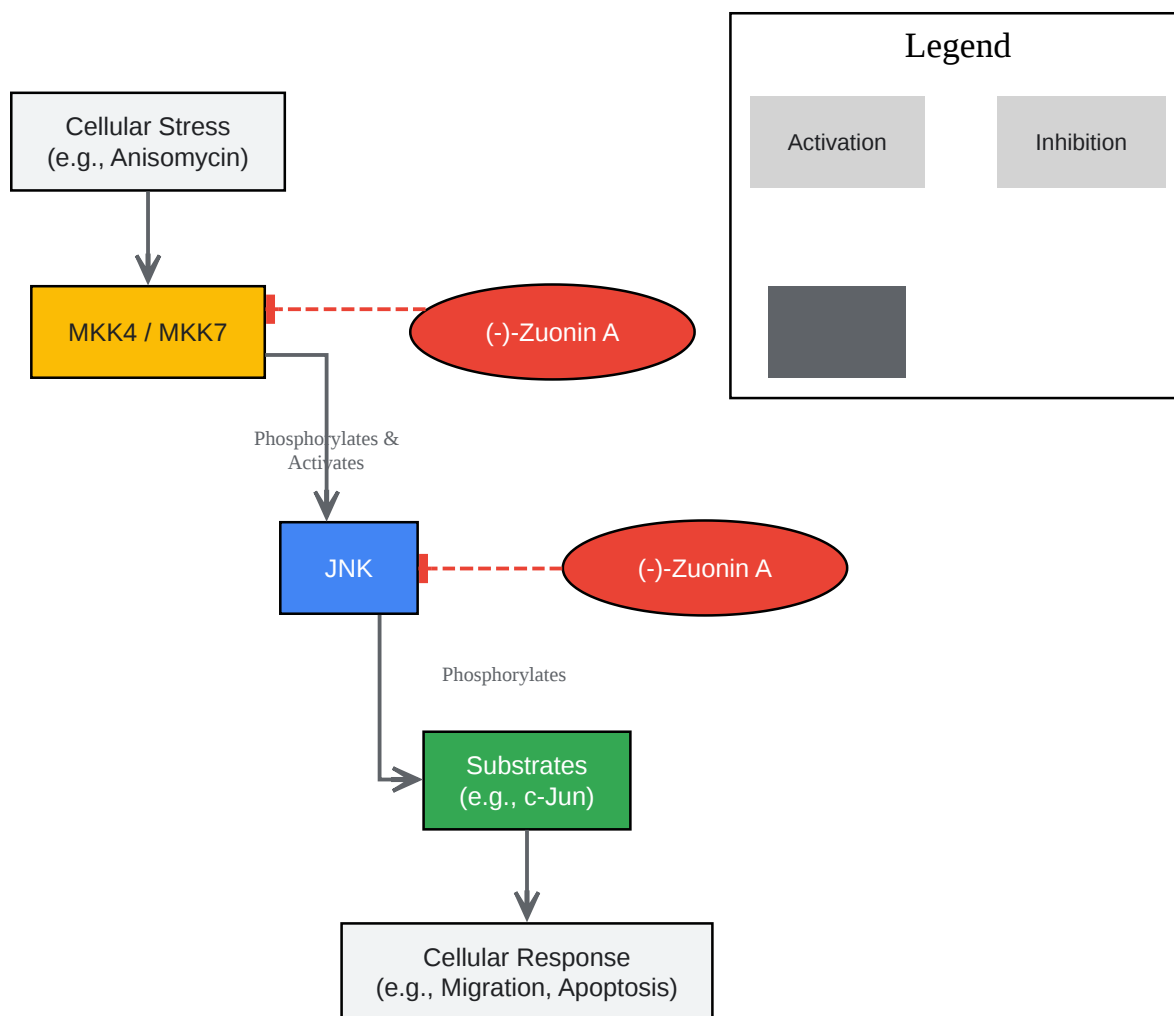 Legend
Activation
Inhibition
Cellular Stress
(e.g., Anisomycin)
MKK4 / MKK7
(-)-Zuonin A
Phosphorylates &
Activates
JNK
(-)-Zuonin A
Phosphorylates
Substrates
(e.g., c-Jun)
Cellular Response
(e.g., Migration, Apoptosis)